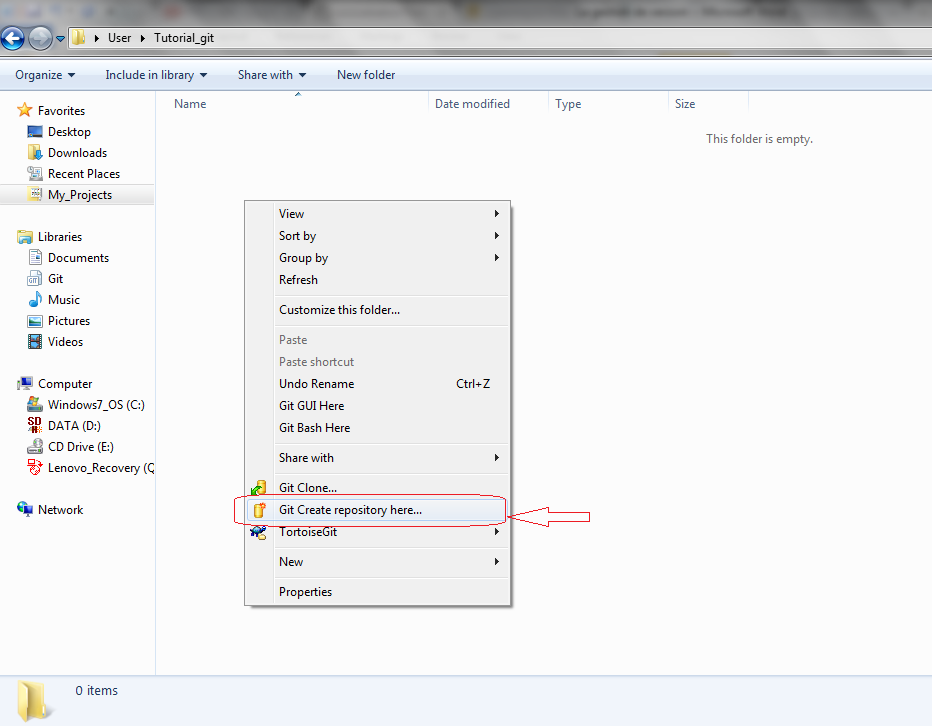 User Tutorial_git
Organize Include in library Share with New folder
Name Date modified Type Size
This folder is empty.
Favorites
Desktop
Downloads
Recent Places
My_Projects
Libraries
Documents
Git
Music
Pictures
Videos
Computer
Windows7_OS (C:)
DATA (D:)
CD Drive (E:)
Lenovo_Recovery (Q
Network
View
Sort by
Group by
Refresh
Customize this folder...
Paste
Paste shortcut
Undo Rename Ctrl+Z
Git GUI Here
Git Bash Here
Share with
Git Clone...
Git Create repository here...
TortoiseGit
New
Properties
0 items